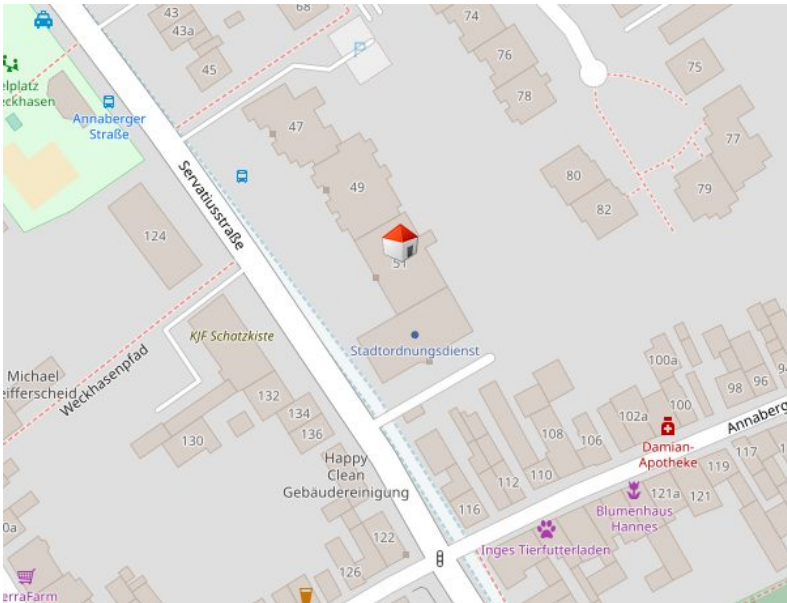 43
43a
45
68
74
76
78
75
77
79
80
82
P
elplatz
eckhasen
Annaberger
Straße
47
49
51
Servatiusstraße
124
Stadtordnungsdienst
KJF Schatzkiste
Michael
eifferscheid
Weckhasenpfad
132
134
136
130
Happy
Clean
Gebäudereinigung
122
126
116
112
110
108
106
102a
100a
100
98
96
94
Annaberg
Damian-
Apotheke
117
119
121
121a
Blumenhaus
Hannes
Inges Tierfutterladen
0a
erraFarm